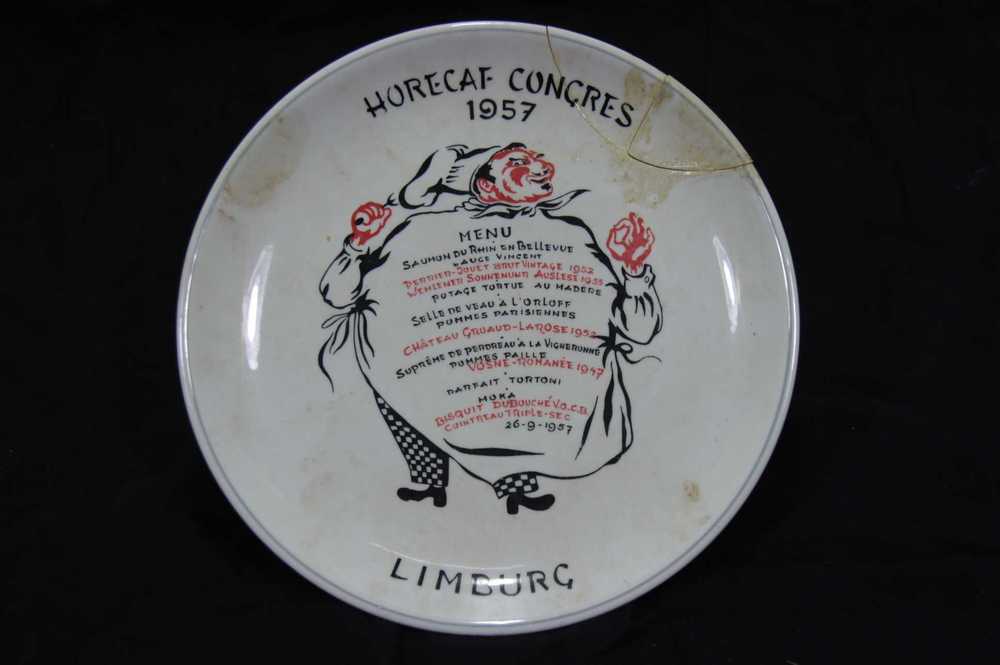 HORECAF CONGRES
1957
MENU
SAUMON DU RHIN EN BELLEVUE
SAUCE VINCENT
PERRIER-JOUET BRUT VINTAGE 1952
WEHLENER SONNENUHR AUSLESE 1953
POTAGE TORTUE AU MADERE
SELLE DE VEAU À L'ORLOFF
POMMES PARISIENNES
CHÂTEAU GRUAUD-LAROSE 1952
SUPRÊME DE PERDREAU À LA VIGNERONNE
POMMES PAILLE
VOSNE-ROMANÉE 1947
PARFAIT TORTONI
MOKA
BISQUIT DUBOUCHÉ V.O.C.B.
COINTREAU TRIPLE-SEC
26-9-1957
LIMBURG